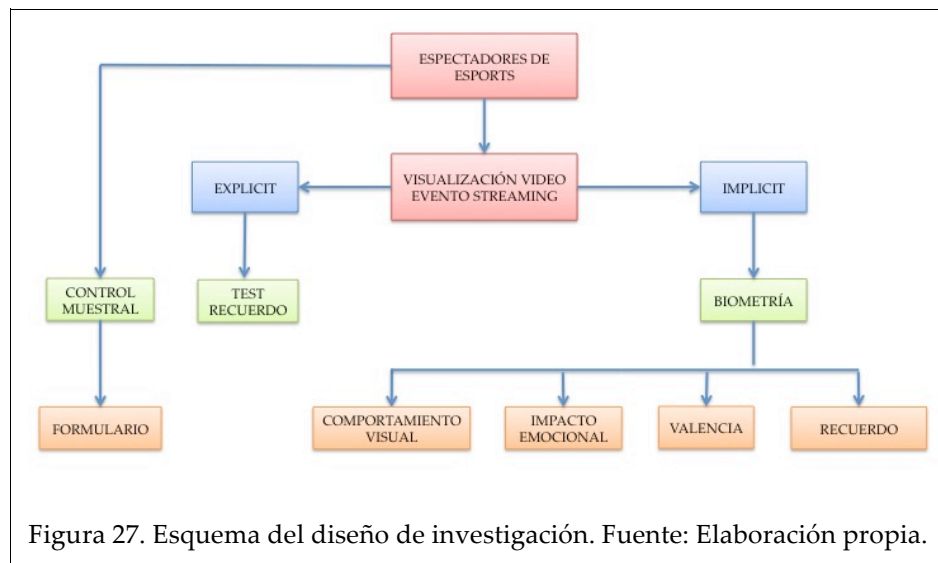 ESPECTADORES DE
ESPORTS
EXPLICIT
VISUALIZACIÓN VIDEO
EVENTO STREAMING
IMPLICIT
CONTROL
MUESTRAL
TEST
RECUERDO
BIOMETRÍA
FORMULARIO
COMPORTAMIENTO
VISUAL
IMPACTO
EMOCIONAL
VALENCIA
RECUERDO
Figura 27. Esquema del diseño de investigación. Fuente: Elaboración propia.